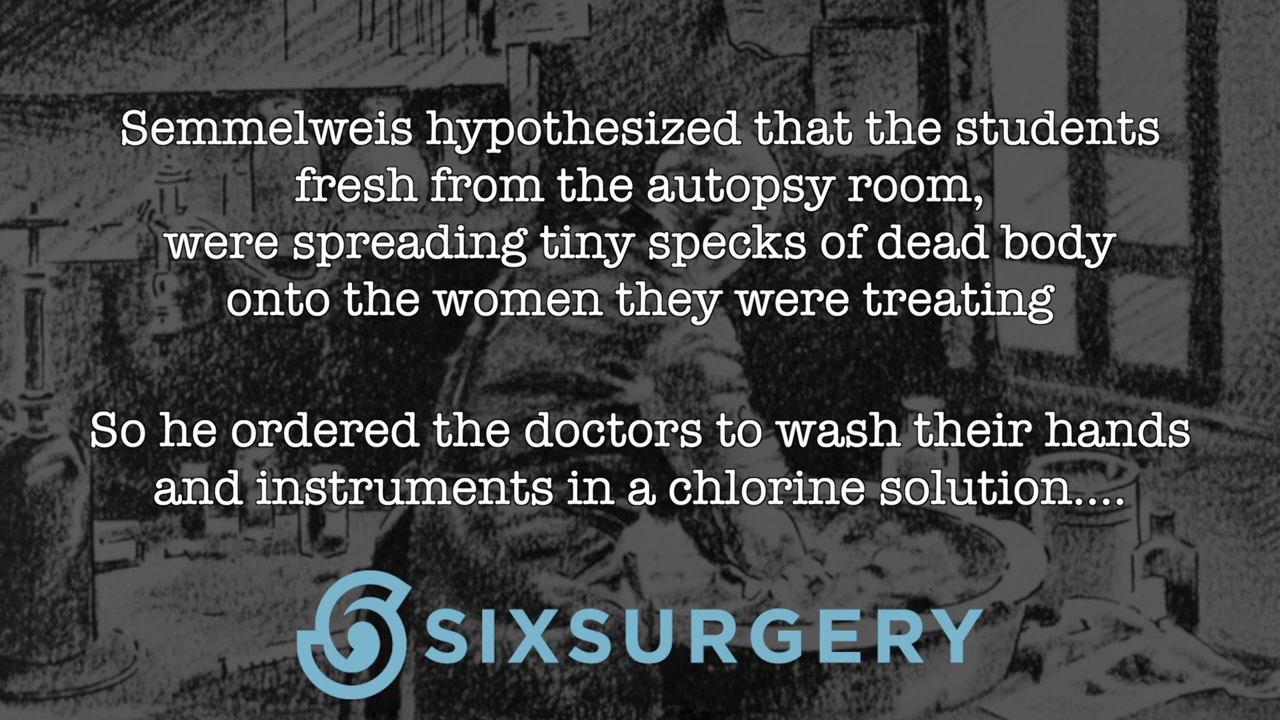 Semmelweis hypothesized that the students
fresh from the autopsy room,
were spreading tiny specks of dead body
onto the women they were treating
So he ordered the doctors to wash their hands
and instruments in a chlorine solution....
SIXSURGERY